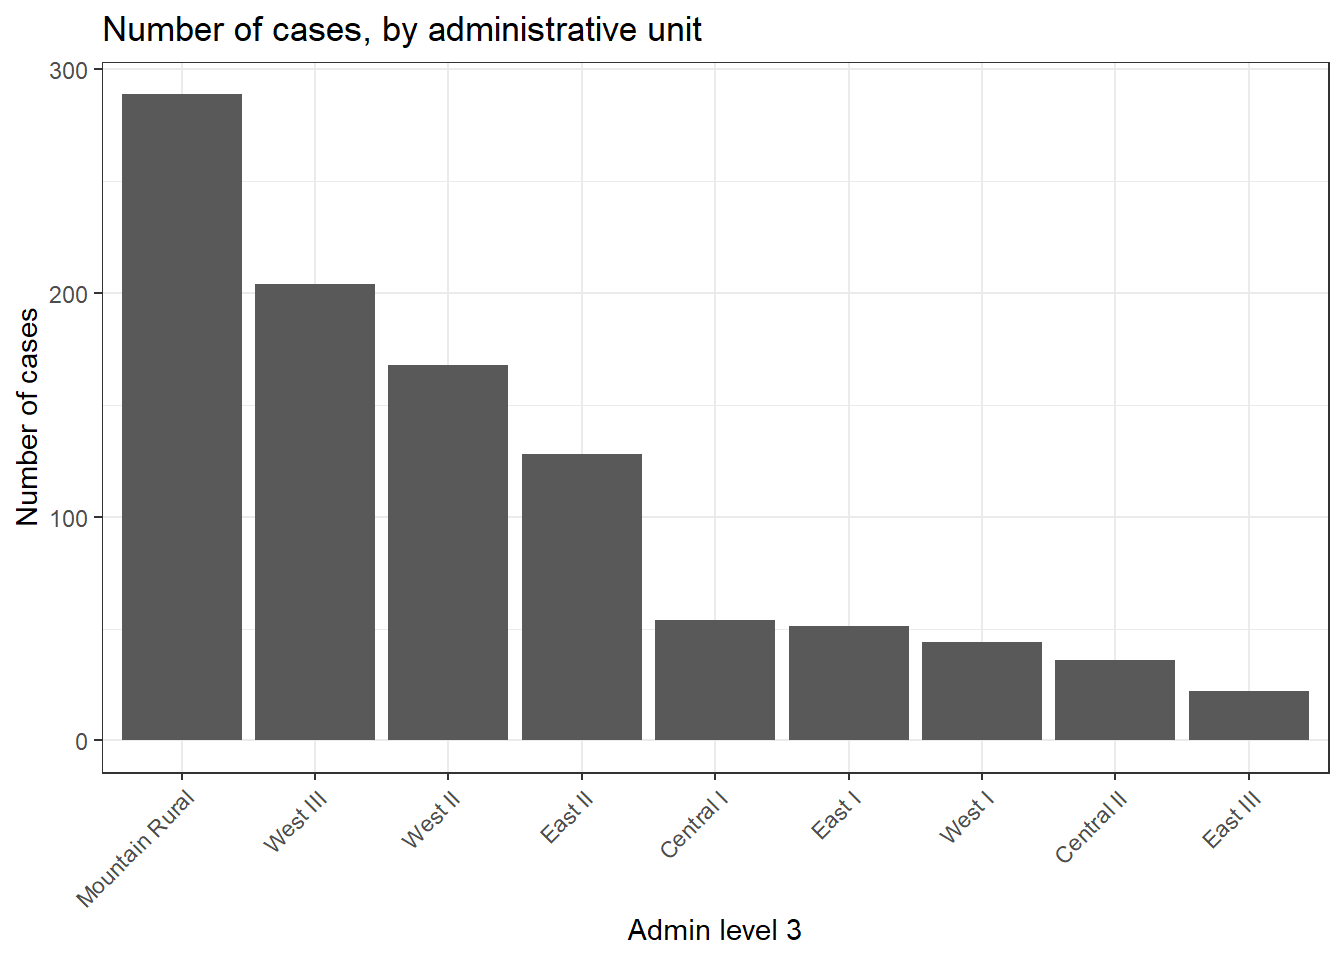 Number of cases, by administrative unit
Number of cases
300
200
100
0
Mountain Rural
West III
West II
East II
Central I
East I
West I
Central II
East III
Admin level 3